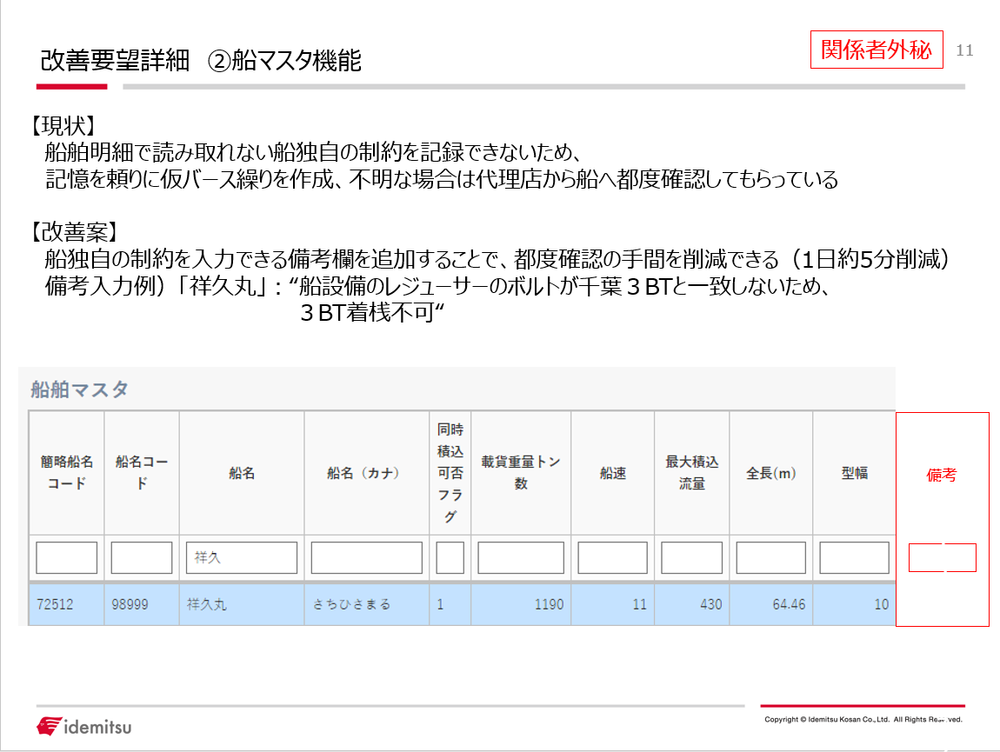 改善要望詳細 ②船マスタ機能
関係者外秘
11
【現状】
船舶明細で読み取れない船独自の制約を記録できないため、
記憶を頼りに仮バース繰りを作成、不明な場合は代理店から船へ都度確認してもらっている
【改善案】
船独自の制約を入力できる備考欄を追加することで、都度確認の手間を削減できる（1日約5分削減）
備考入力例）「祥久丸」：“船設備のレジューサーのボルトが千葉３BTと一致しないため、
３BT着桟不可“
船舶マスタ
簡略船名
コード
船名コー
ド
船名
船名（カナ）
同時
積込
可否
フラ
グ
載貨重量トン
数
船速
最大積込
流量
全長(m)
型幅
備考
祥久
72512 98999 祥久丸 さちひさまる 1 1190 11 430 64.46 10
idemitsu
Copyright © Idemitsu Kosan Co., Ltd. All Rights